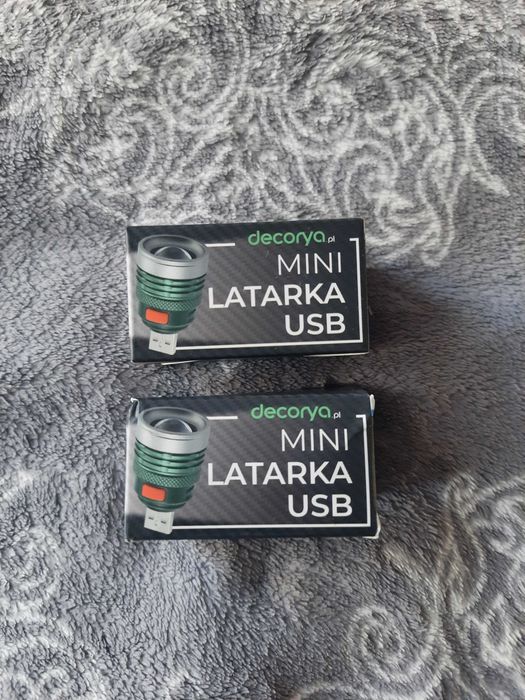 decorya.pl
MINI
LATARKA
USB
decorya.pl
MINI
LATARKA
USB